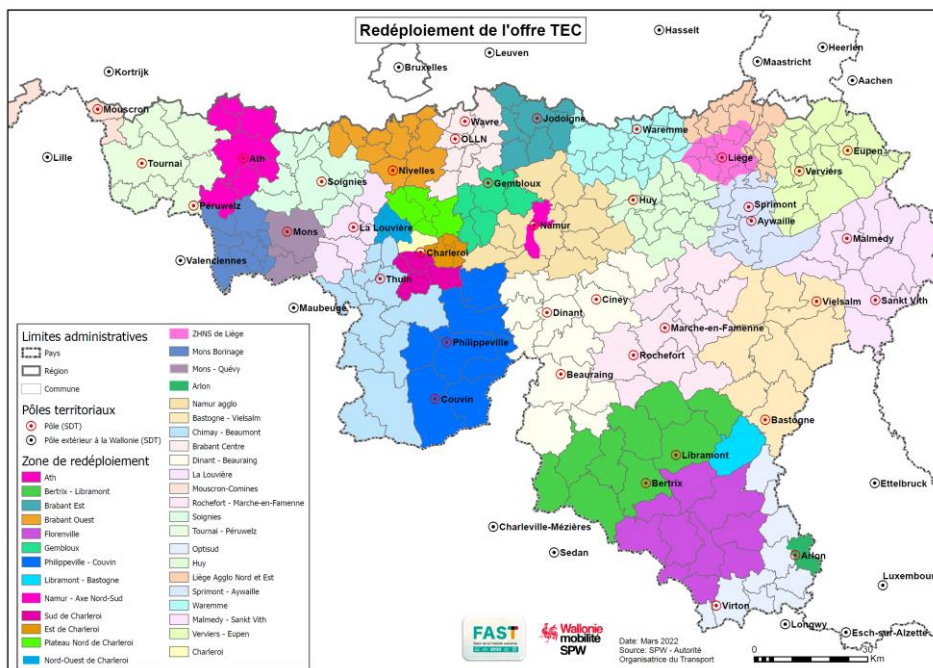 Redéploiement de l'offre TEC
Hasselt
Leuven
Bruxelles
Heerlen
Maastricht
Aachen
Kortrijk
Mouscron
Wavre
OLLN
Jodoigne
Waremme
Lille
Tournai
Ath
Soignies
Nivelles
Gembloux
Liège
Eupen
Verviers
Péruwelz
Mons
La Louvière
Namur
Huy
Sprimont
Aywaille
Malmedy
Charleroi
Valenciennes
Thuin
Maubeuge
Ciney
Dinant
Vielsalm
Sankt Vith
Marche-en-Famenne
Philippeville
Rochefort
Beauraing
Couvin
Bastogne
Libramont
Bertrix
Ettelbruck
Charleville-Mézières
Sedan
Arlon
Luxembourg
Virton
Longwy
Esch-sur-Alzette
Limites administratives
Pays
Région
Commune
Pôles territoriaux
Pôle (SDT)
Pôle extérieur à la Wallonie (SDT)
Zone de redéploiement
Ath
Bertrix - Libramont
Brabant Est
Brabant Ouest
Florenville
Gembloux
Philippeville - Couvin
Libramont - Bastogne
Namur - Axe Nord-Sud
Sud de Charleroi
Est de Charleroi
Plateau Nord de Charleroi
Nord-Ouest de Charleroi
ZHNS de Liège
Mons Borinage
Mons - Quévy
Arlon
Namur agglo
Bastogne - Vielsalm
Chimay - Beaumont
Brabant Centre
Dinant - Beauraing
La Louvière
Mouscron-Comines
Rochefort - Marche-en-Famenne
Soignies
Tournai - Péruwelz
Optisud
Huy
Liège Agglo Nord et Est
Sprimont - Aywaille
Waremme
Malmedy - Sankt Vith
Verviers - Eupen
Charleroi
FAST
2030
Wallonie
mobilité
SPW
Date: Mars 2022
Source: SPW - Autorité
Organisatrice du Transport
0
30
Km